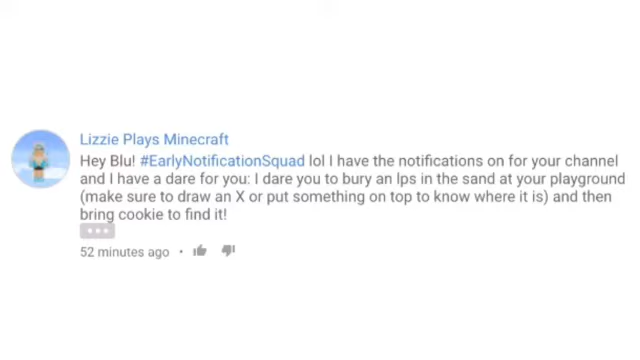 Lizzie Plays Minecraft
Hey Blu! #EarlyNotificationSquad lol I have the notifications on for your channel
and I have a dare for you: I dare you to bury an lps in the sand at your playground
(make sure to draw an X or put something on top to know where it is) and then
bring cookie to find it!
52 minutes ago •